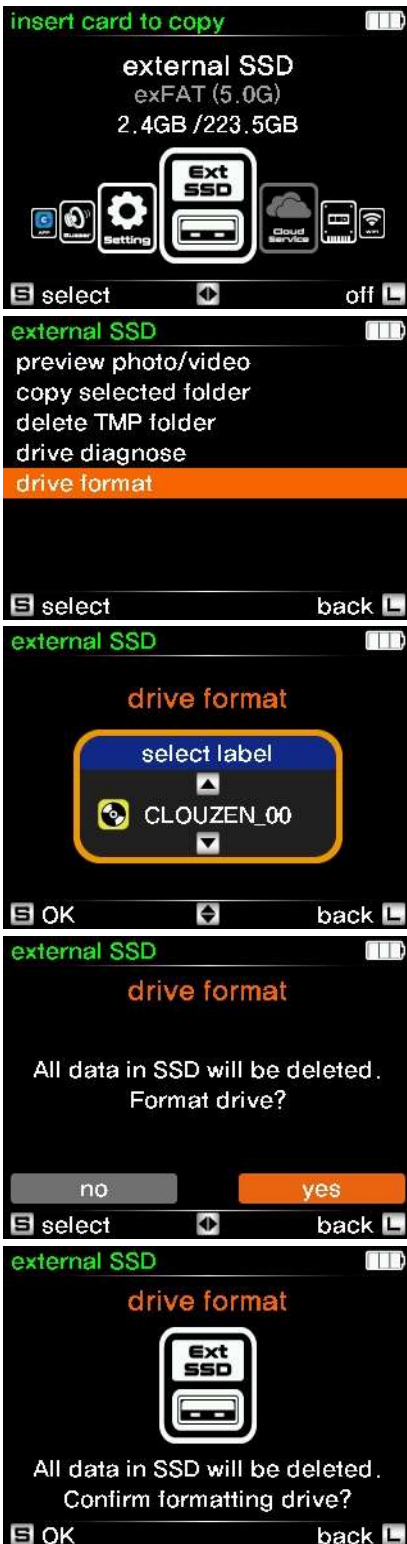 insert card to copy
external SSD
exFAT (5.0G)
2.4GB /223.5GB
Ext
SSD
Setting
Cloud
Service
S select
off L
external SSD
preview photo/video
copy selected folder
delete TMP folder
drive diagnose
drive format
S select
back L
external SSD
drive format
select label
CLOUZEN_00
S OK
back L
external SSD
drive format
All data in SSD will be deleted.
Format drive?
no
yes
S select
back L
external SSD
drive format
Ext
SSD
All data in SSD will be deleted.
Confirm formatting drive?
S OK
back L